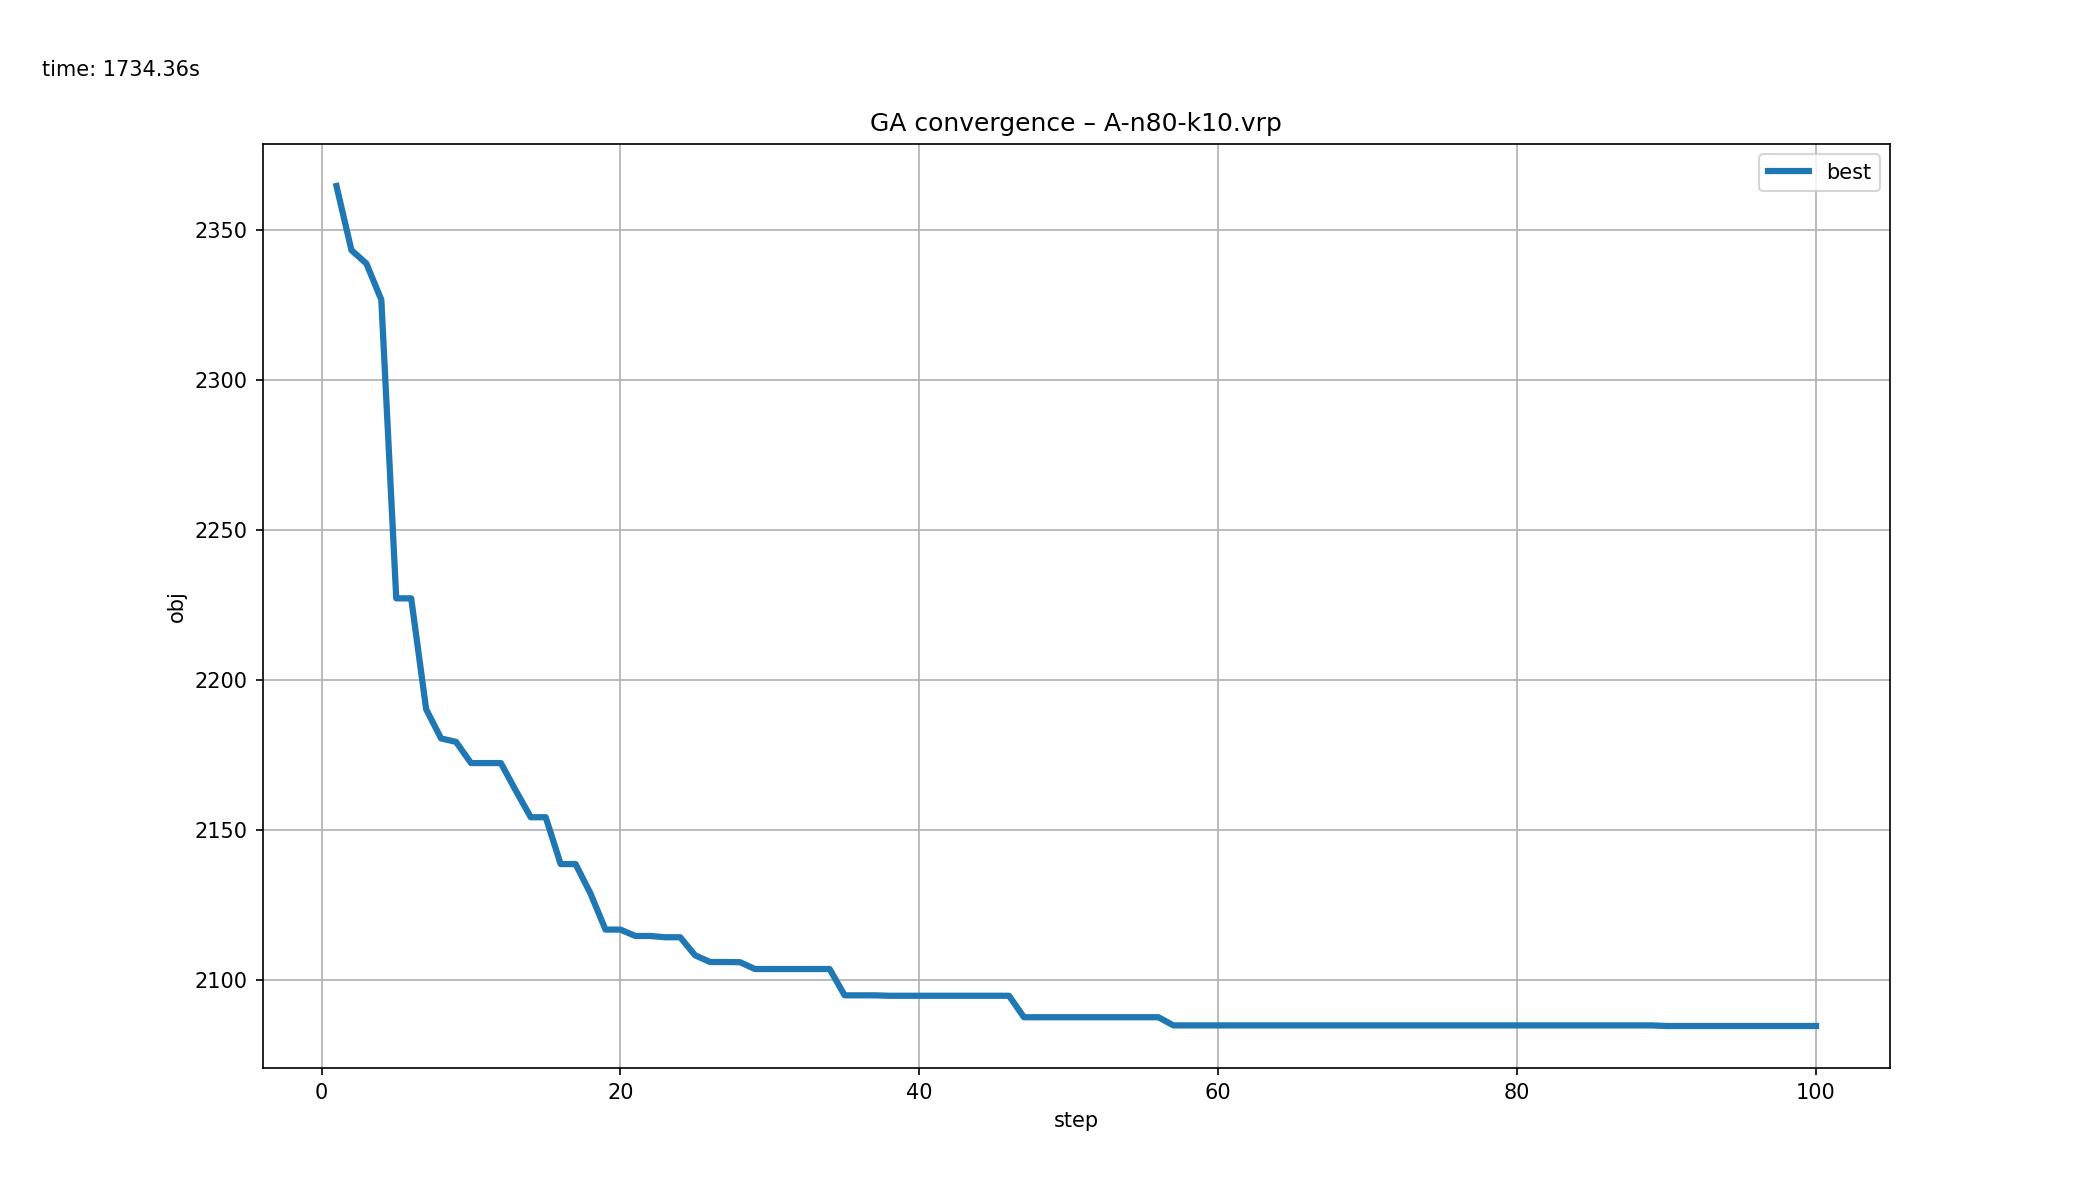 time: 1734.36s
GA convergence – A-n80-k10.vrp
best
2350
2300
2250
2200
2150
2100
obj
0 20 40 60 80 100
step